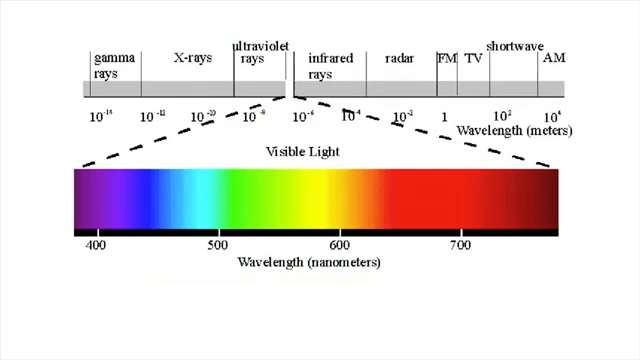 ultraviolet shortwave
gamma X-rays rays infrared radar FM TV AM
rays rays
10⁻¹⁴ 10⁻¹² 10⁻¹⁰ 10⁻⁸ 10⁻⁶ 10⁻⁴ 10⁻² 1 10² 10⁴
Wavelength (meters)
Visible Light
400 500 600 700
Wavelength (nanometers)